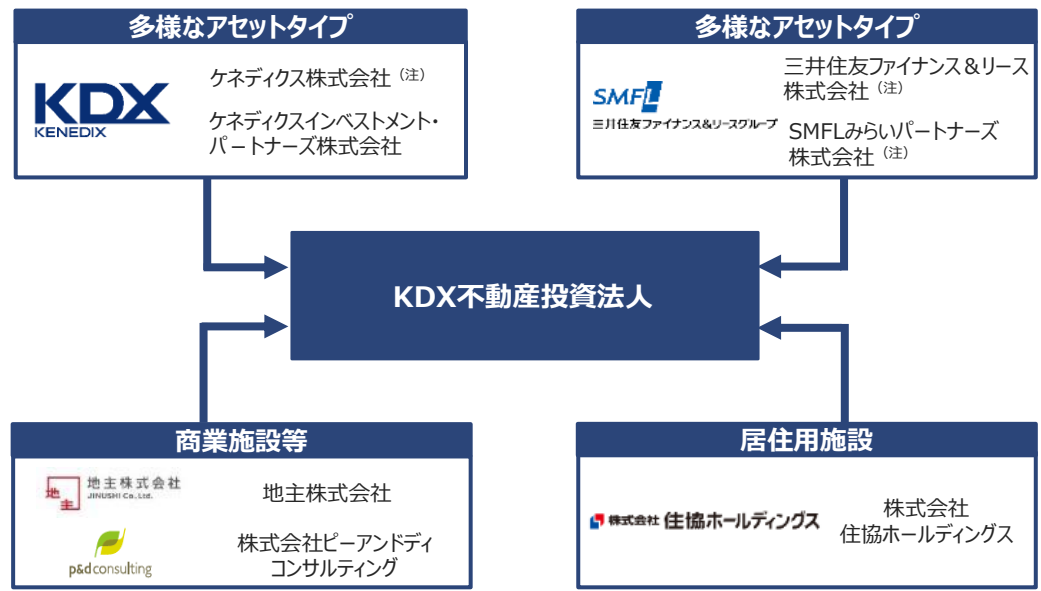 多様なアセットタイプ
KDX
KENEDIX
ケネディクス株式会社（注）
ケネディクスインベストメント・
パートナーズ株式会社
多様なアセットタイプ
SMFL
三井住友ファイナンス&リースグループ
三井住友ファイナンス＆リース
株式会社（注）
SMFLみらいパートナーズ
株式会社（注）
KDX不動産投資法人
商業施設等
地主
地主株式会社
JINUSHI Co.,Ltd.
地主株式会社
p&dconsulting
株式会社ピーアンドディ
コンサルティング
居住用施設
株式会社 住協ホールディングス
株式会社
住協ホールディングス